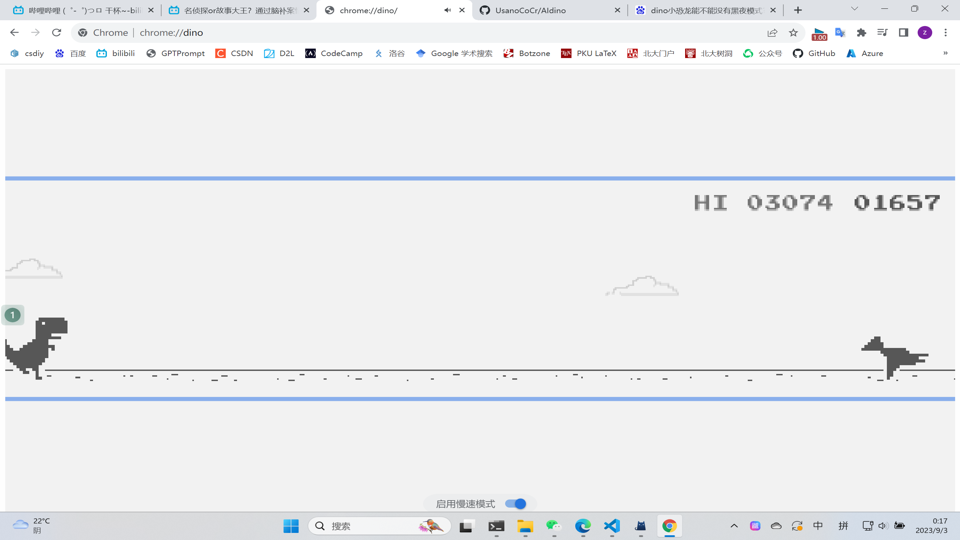 哔哩哔哩 (゜-゜)つロ 干杯~-bili
名侦探or故事大王?通过脑补案
chrome://dino/
UsanoCoCr/AIdino
dino小恐龙能不能没有黑夜模式
Chrome | chrome://dino
1.00
z
csdiy 百度 bilibili GPTPrompt CSDN D2L CodeCamp 洛谷 Google 学术搜索 Botzone PKU LaTeX 北大门户 北大树洞 公众号 GitHub Azure »
HI 03074 01657
1
启用慢速模式
22°C
阴
搜索
中 拼
0:17
2023/9/3